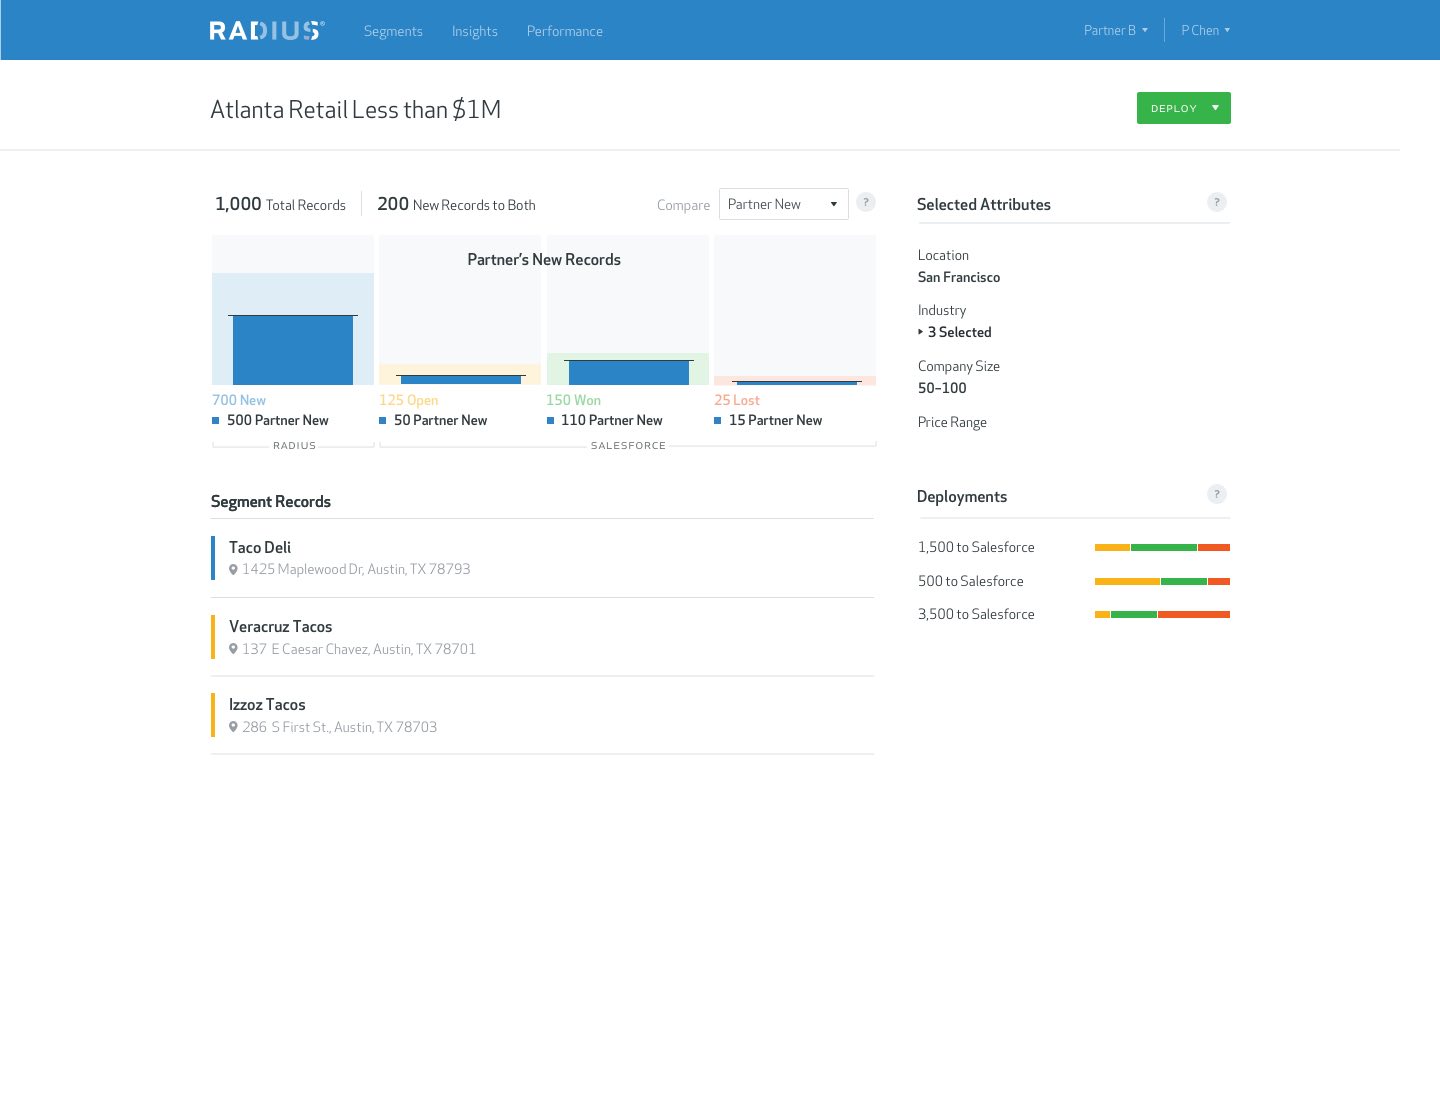 RADIUS®
Segments Insights Performance
Partner B P Chen
Atlanta Retail Less than $1M
DEPLOY
1,000 Total Records 200 New Records to Both
Compare Partner New ?
Partner's New Records
700 New 125 Open 150 Won 25 Lost
500 Partner New 50 Partner New 110 Partner New 15 Partner New
RADIUS SALESFORCE
Segment Records
Taco Deli
1425 Maplewood Dr, Austin, TX 78793
Veracruz Tacos
137 E Caesar Chavez, Austin, TX 78701
Izzoz Tacos
286 S First St., Austin, TX 78703
Selected Attributes ?
Location
San Francisco
Industry
3 Selected
Company Size
50–100
Price Range
Deployments ?
1,500 to Salesforce
500 to Salesforce
3,500 to Salesforce